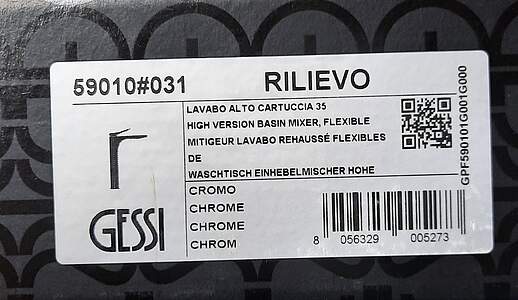 59010#031 RILIEVO
LAVABO ALTO CARTUCCIA 35
HIGH VERSION BASIN MIXER, FLEXIBLE
MITIGEUR LAVABO REHAUSSÉ FLEXIBLES
DE
WASCHTISCH EINHEBELMISCHER HOHE
CROMO
CHROME
CHROME
CHROM
GESSI
8 056329 005273
GPF590101G001G000